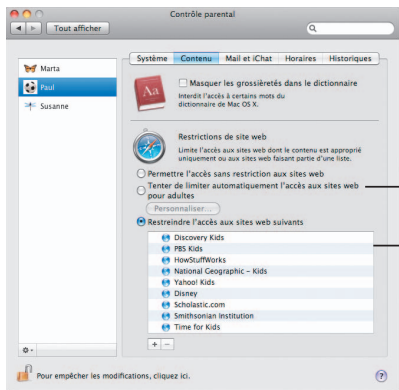 Contrôle parental
Tout afficher
Système Contenu Mail et iChat Horaires Historiques
Marta
Paul
Susanne
Aa
Masquer les grossièretés dans le dictionnaire
Interdit l'accès à certains mots du
dictionnaire de Mac OS X.
Restrictions de site web
Limite l'accès aux sites web dont le contenu est approprié
uniquement ou aux sites web faisant partie d'une liste.
Permettre l'accès sans restriction aux sites web
Tenter de limiter automatiquement l'accès aux sites web
pour adultes
Personnaliser...
Restreindre l'accès aux sites web suivants
Discovery Kids
PBS Kids
HowStuffWorks
National Geographic – Kids
Yahoo! Kids
Disney
Scholastic.com
Smithsonian Institution
Time for Kids
+ −
Pour empêcher les modifications, cliquez ici.
?